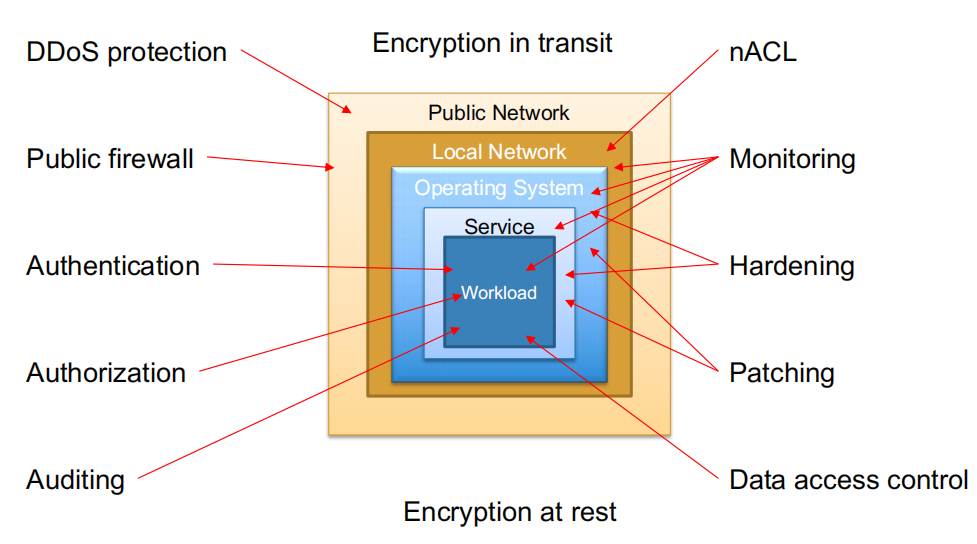 DDoS protection
Encryption in transit
nACL
Public Network
Public firewall
Local Network
Monitoring
Operating System
Service
Authentication
Hardening
Workload
Authorization
Patching
Auditing
Data access control
Encryption at rest